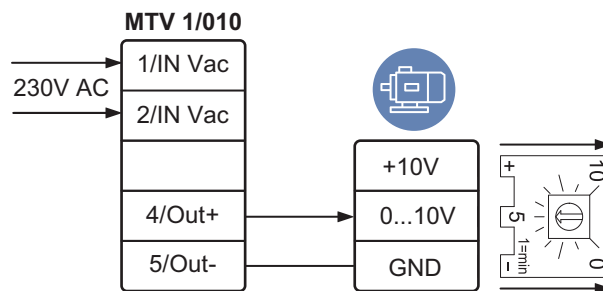 MTV 1/010
1/IN Vac
230V AC
2/IN Vac
+10V
4/Out+
0...10V
5/Out-
GND
+
5
-
1=min
10
0